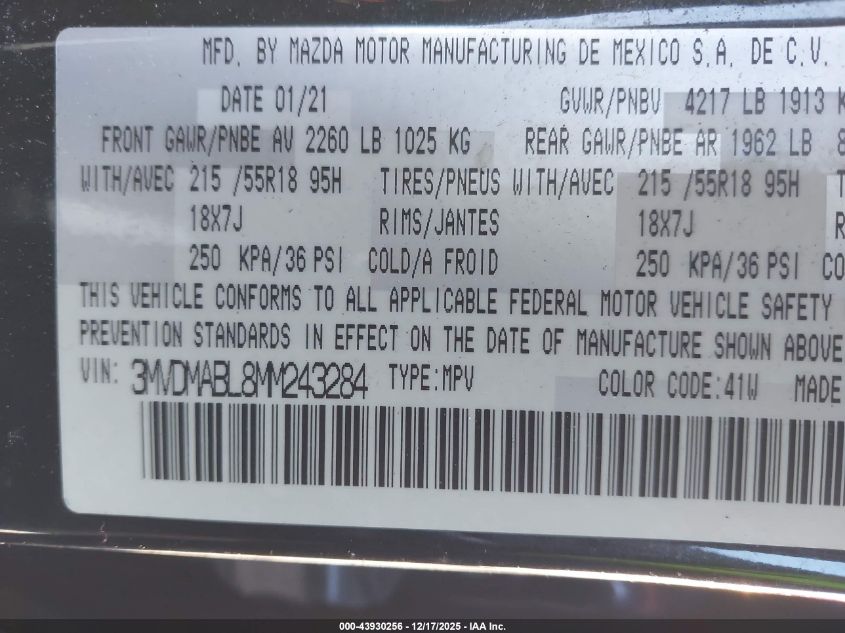 MFD. BY MAZDA MOTOR MANUFACTURING DE MEXICO S.A. DE C.V.
DATE 01/21 GVWR/PNBV 4217 LB 1913 K
FRONT GAWR/PNBE AV 2260 LB 1025 KG REAR GAWR/PNBE AR 1962 LB 8
WITH/AVEC 215 /55R18 95H TIRES/PNEUS WITH/AVEC 215 /55R18 95H T
18X7J RIMS/JANTES 18X7J R
250 KPA/36 PSI COLD/A FROID 250 KPA/36 PSI CO
THIS VEHICLE CONFORMS TO ALL APPLICABLE FEDERAL MOTOR VEHICLE SAFETY
PREVENTION STANDARDS IN EFFECT ON THE DATE OF MANUFACTURE SHOWN ABOVE
VIN: 3MVDMABL8MM243284 TYPE:MPV COLOR CODE:41W MADE
000-43930256 - 12/17/2025 - IAA Inc.